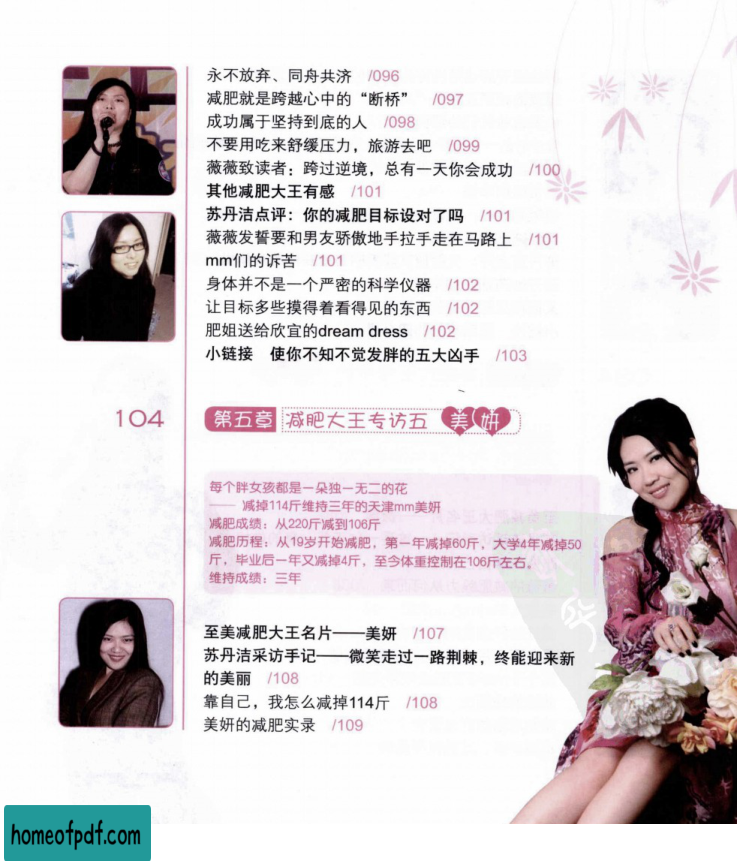 永不放弃、同舟共济 /096
减肥就是跨越心中的“断桥” /097
成功属于坚持到底的人 /098
不要用吃来舒缓压力，旅游去吧 /099
薇薇致读者：跨过逆境，总有一天你会成功 /100
其他减肥大王有感 /101
苏丹洁点评：你的减肥目标设对了吗 /101
薇薇发誓要和男友骄傲地手拉手走在马路上 /101
mm们的诉苦 /101
身体并不是一个严密的科学仪器 /102
让目标多些摸得着看得见的东西 /102
肥姐送给欣宜的dream dress /102
小链接 使你不知不觉发胖的五大凶手 /103
104 第五章 减肥大王专访五 美妍
每个胖女孩都是一朵独一无二的花
—— 减掉114斤维持三年的天津mm美妍
减肥成绩：从220斤减到106斤
减肥历程：从19岁开始减肥，第一年减掉60斤，大学4年减掉50
斤，毕业后一年又减掉4斤，至今体重控制在106斤左右。
维持成绩：三年
至美减肥大王名片——美妍 /107
苏丹洁采访手记——微笑走过一路荆棘，终能迎来新
的美丽 /108
靠自己，我怎么减掉114斤 /108
美妍的减肥实录 /109
homeofpdf.com